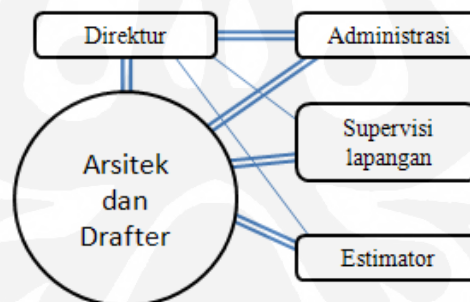 Direktur
Administrasi
Arsitek
dan
Drafter
Supervisi
lapangan
Estimator